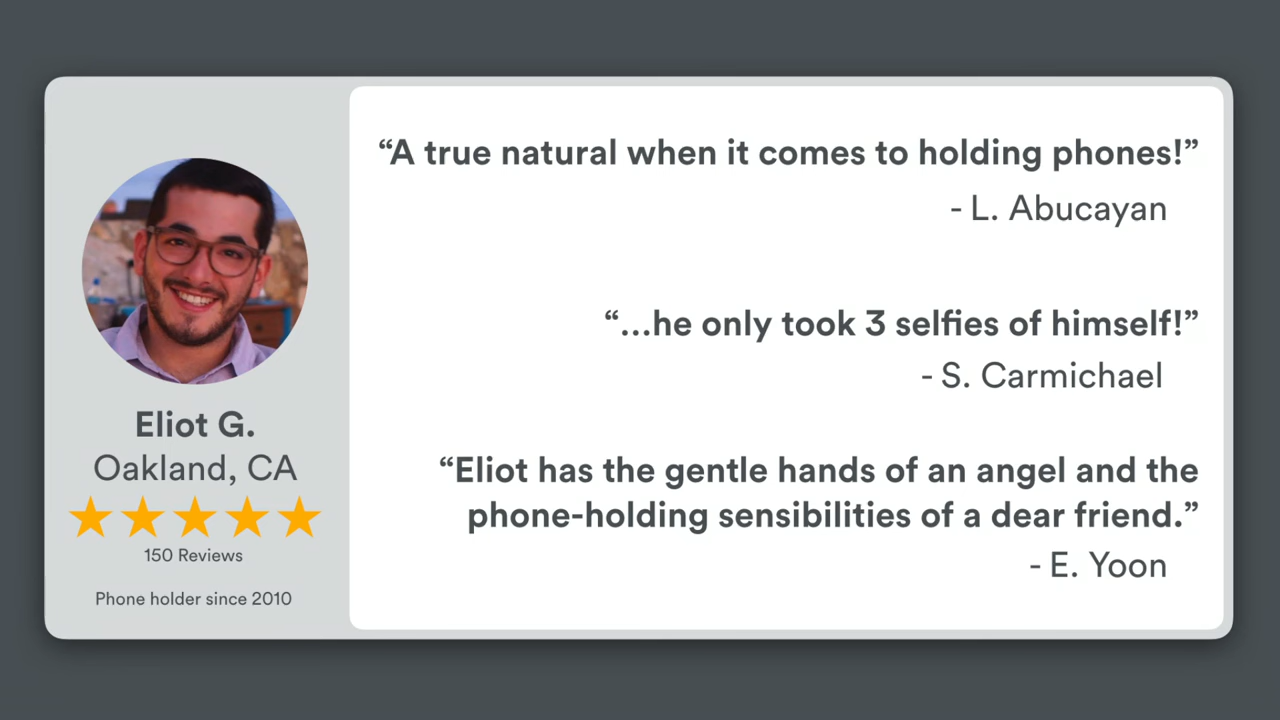 Eliot G.
Oakland, CA
150 Reviews
Phone holder since 2010
“A true natural when it comes to holding phones!”
- L. Abucayan
“...he only took 3 selfies of himself!”
- S. Carmichael
“Eliot has the gentle hands of an angel and the
phone-holding sensibilities of a dear friend.”
- E. Yoon